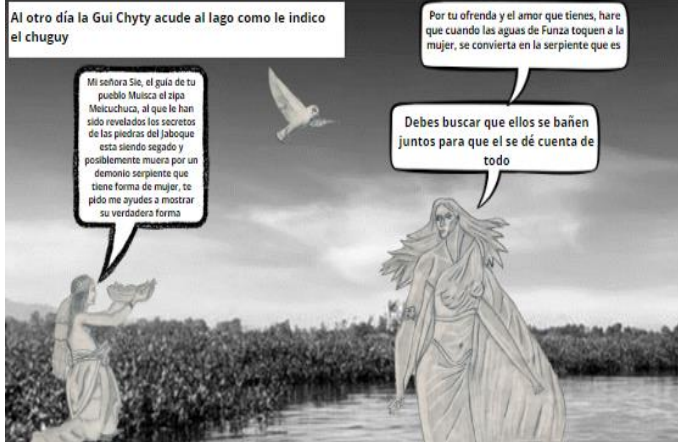 Al otro día la Gui Chyty acude al lago como le indico
el chuguy
Mi señora Sie, el guía de tu
pueblo Muisca el zipa
Meicuchuca, al que le han
sido revelados los secretos
de las piedras del Jaboque
esta siendo segado y
posiblemente muera por un
demonio serpiente que
tiene forma de mujer, te
pido me ayudes a mostrar
su verdadera forma
Por tu ofrenda y el amor que tienes, hare
que cuando las aguas de Funza toquen a la
mujer, se convierta en la serpiente que es
Debes buscar que ellos se bañen
juntos para que el se dé cuenta de
todo